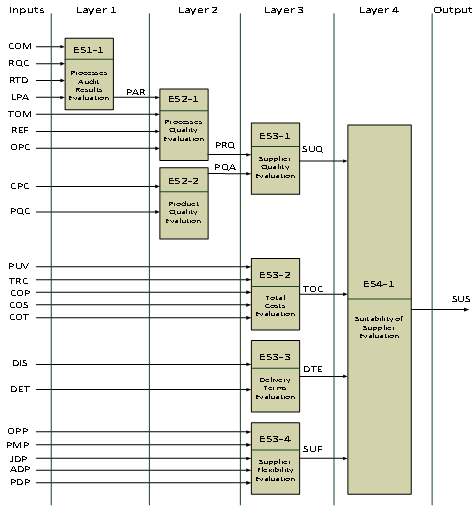 Inputs Layer 1 Layer 2 Layer 3 Layer 4 Output
COM
RQC
RTD
LPA
TOM
REF
OPC
CPC
PQC
PUV
TRC
COP
COS
COT
DIS
DET
OPP
PMP
JDP
ADP
PDP
ES1-1
Processes
Audit
Results
Evaluation
PAR
ES2-1
Processes
Quality
Evaluation
PRQ
ES2-2
Product
Quality
Evalution
PQA
ES3-1
Supplier
Quality
Evaluation
SUQ
ES3-2
Total
Costs
Evaluation
TOC
ES3-3
Delivery
Terms
Evaluation
DTE
ES3-4
Supplier
Flexibility
Evaluation
SUF
ES4-1
Suitability of
Supplier
Evaluation
SUS